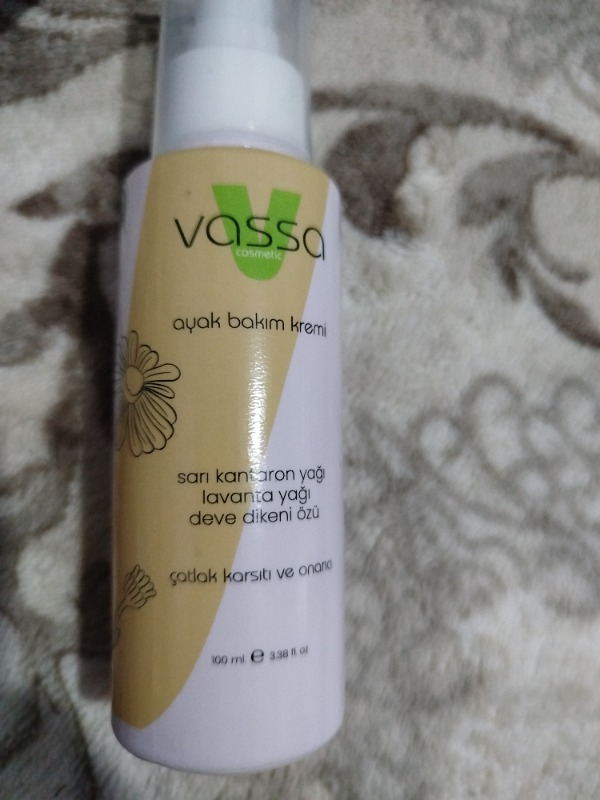 V
vassa
cosmetic
ayak bakım kremi
sarı kantaron yağı
lavanta yağı
deve dikeni özü
çatlak karşıtı ve onarıcı
100 ml. e 3.38 fl. oz